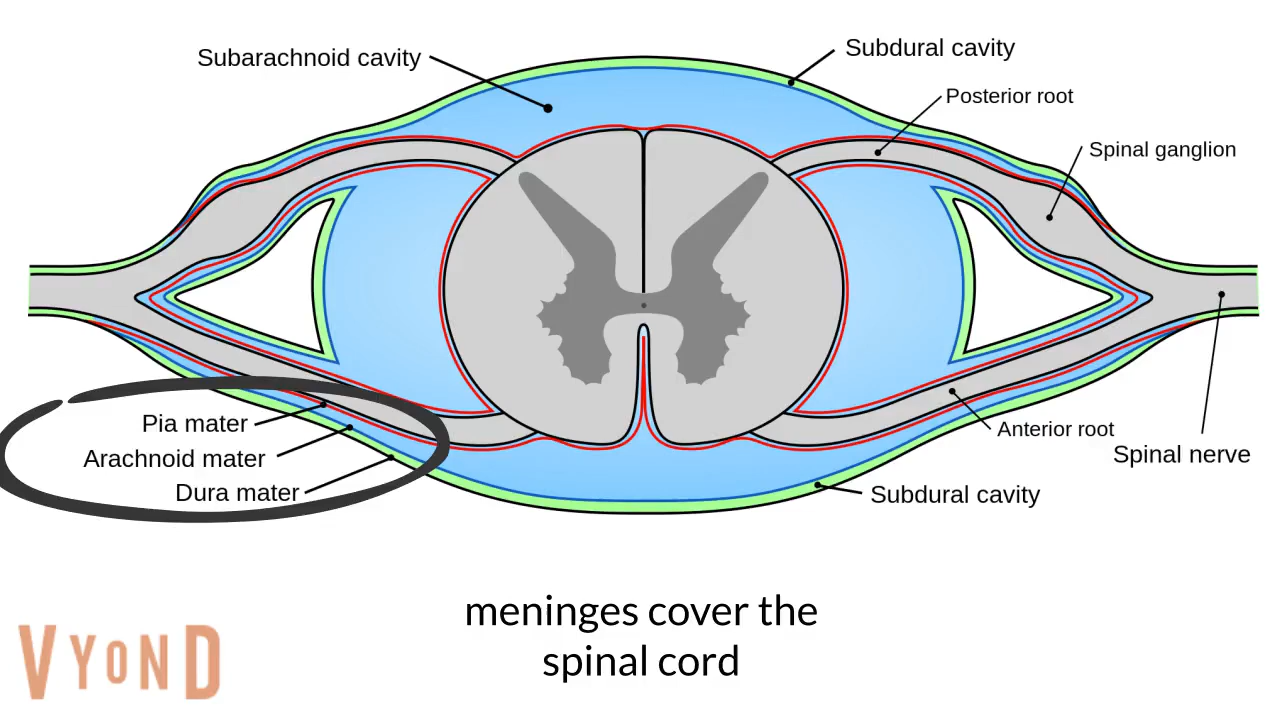 Subarachnoid cavity
Subdural cavity
Posterior root
Spinal ganglion
Pia mater
Arachnoid mater
Dura mater
Anterior root
Spinal nerve
Subdural cavity
meninges cover the
spinal cord
VYOND